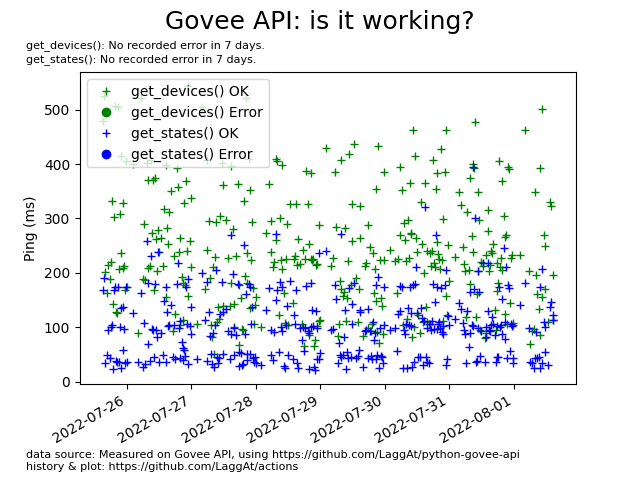 Govee API: is it working?
get_devices(): No recorded error in 7 days.
get_states(): No recorded error in 7 days.
get_devices() OK
get_devices() Error
get_states() OK
get_states() Error
Ping (ms)
500
400
300
200
100
0
2022-07-26
2022-07-27
2022-07-28
2022-07-29
2022-07-30
2022-07-31
2022-08-01
data source: Measured on Govee API, using https://github.com/LaggAt/python-govee-api
history & plot: https://github.com/LaggAt/actions